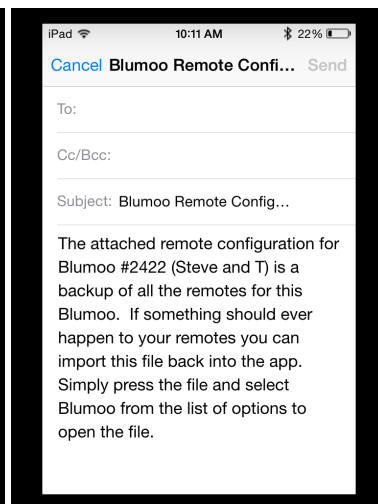 iPad 10:11 AM 22%
Cancel Blumoo Remote Confi... Send
To:
Cc/Bcc:
Subject: Blumoo Remote Config...
The attached remote configuration for
Blumoo #2422 (Steve and T) is a
backup of all the remotes for this
Blumoo.  If something should ever
happen to your remotes you can
import this file back into the app.
Simply press the file and select
Blumoo from the list of options to
open the file.